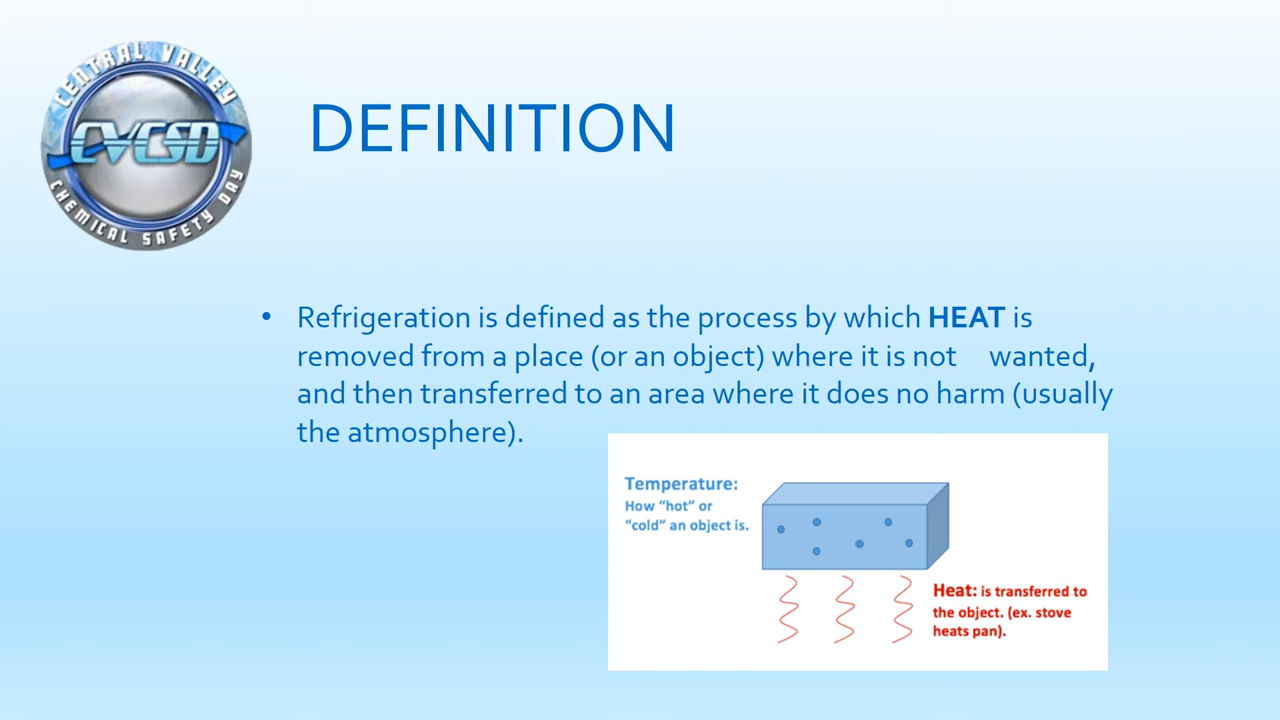 CENTRAL VALLEY
CVCSD
CHEMICAL SAFETY DAY
DEFINITION
• Refrigeration is defined as the process by which HEAT is
removed from a place (or an object) where it is not wanted,
and then transferred to an area where it does no harm (usually
the atmosphere).
Temperature:
How “hot” or
“cold” an object is.
Heat: is transferred to
the object. (ex. stove
heats pan).